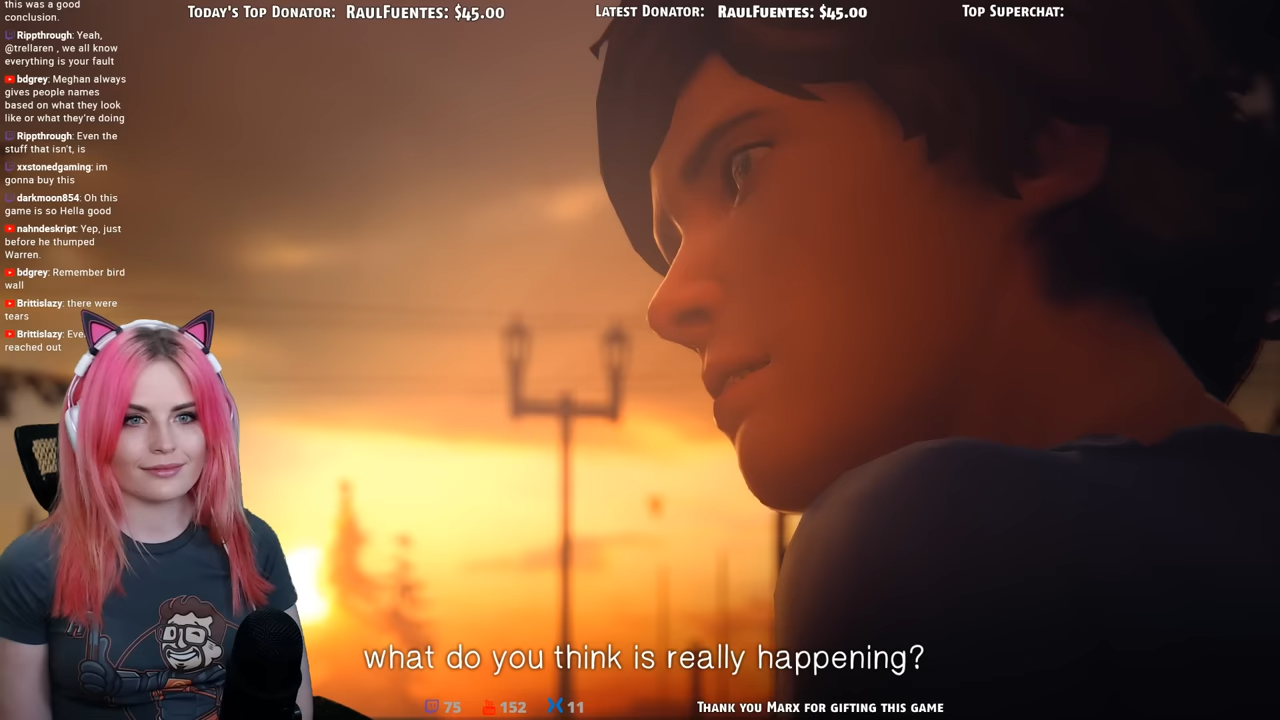 Today's Top Donator: RaulFuentes: $45.00
Latest Donator: RaulFuentes: $45.00
Top Superchat:
this was a good
conclusion.
Rippthrough: Yeah,
@trellaren , we all know
everything is your fault
bdgrey: Meghan always
gives people names
based on what they look
like or what they're doing
Rippthrough: Even the
stuff that isn't, is
xxstonedgaming: im
gonna buy this
darkmoon854: Oh this
game is so Hella good
nahndeskript: Yep, just
before he thumped
Warren.
bdgrey: Remember bird
wall
Brittislazy: there were
tears
Brittislazy:
reached out
what do you think is really happening?
75 152 11
Thank you Marx for gifting this game